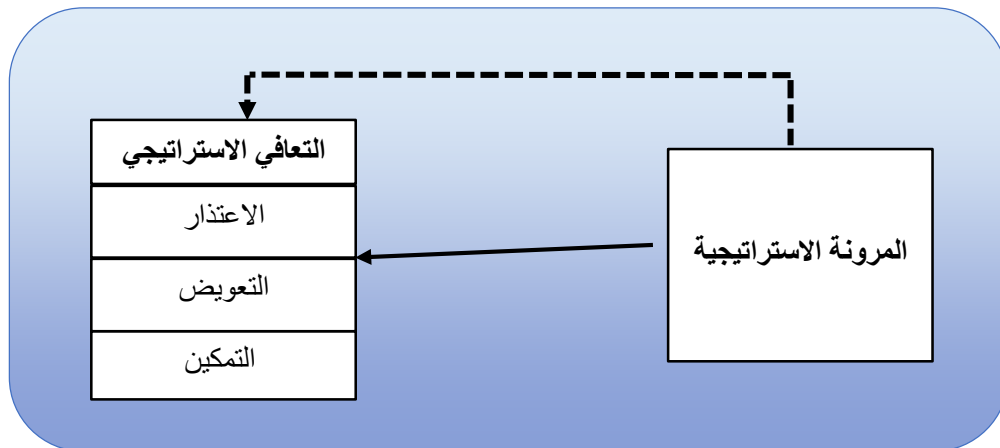 التعافي الاستراتيجي
الاعتذار
التعويض
التمكين
المرونة الاستراتيجية